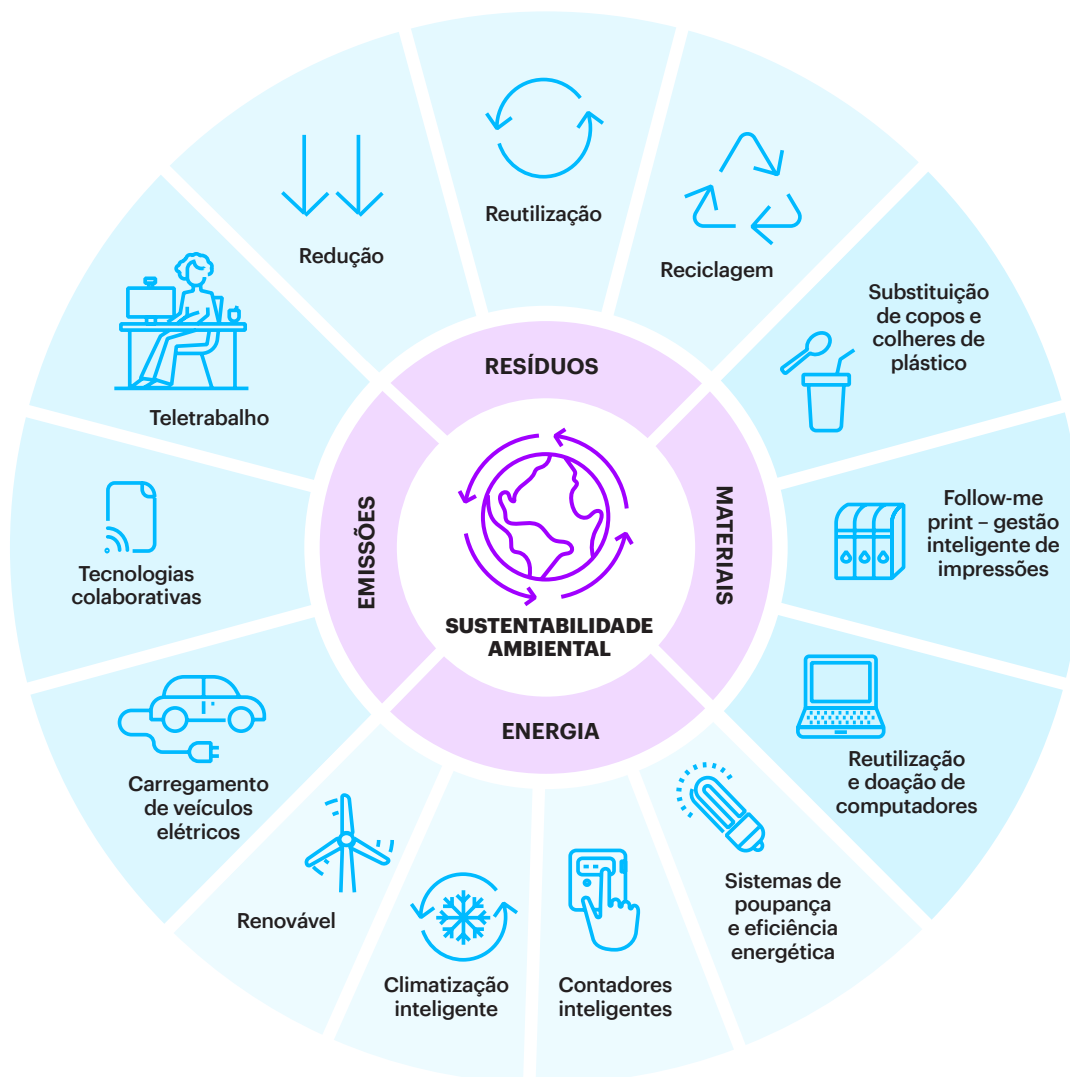 Redução
Reutilização
Reciclagem
Substituição
de copos e
colheres de
plástico
Follow-me
print – gestão
inteligente de
impressões
Reutilização
e doação de
computadores
Sistemas de
poupança
e eficiência
energética
Contadores
inteligentes
Climatização
inteligente
Renovável
Carregamento
de veículos
elétricos
Tecnologias
colaborativas
Teletrabalho
RESÍDUOS
MATERIAIS
ENERGIA
EMISSÕES
SUSTENTABILIDADE
AMBIENTAL